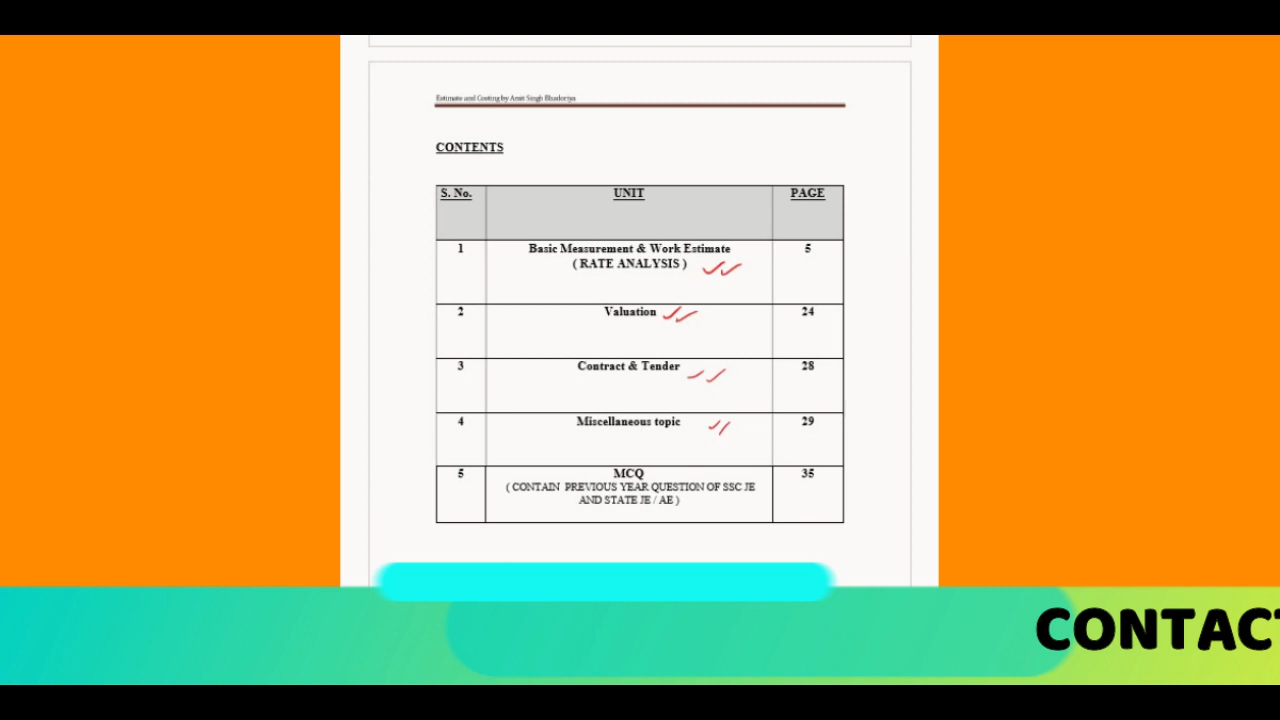 Estimate and Costing by Amit Singh Bhadoriya
CONTENTS
S. No. UNIT PAGE
1 Basic Measurement & Work Estimate 5
( RATE ANALYSIS )
2 Valuation 24
3 Contract & Tender 28
4 Miscellaneous topic 29
5 MCQ 35
( CONTAIN PREVIOUS YEAR QUESTION OF SSC JE
AND STATE JE / AE )
CONTACT